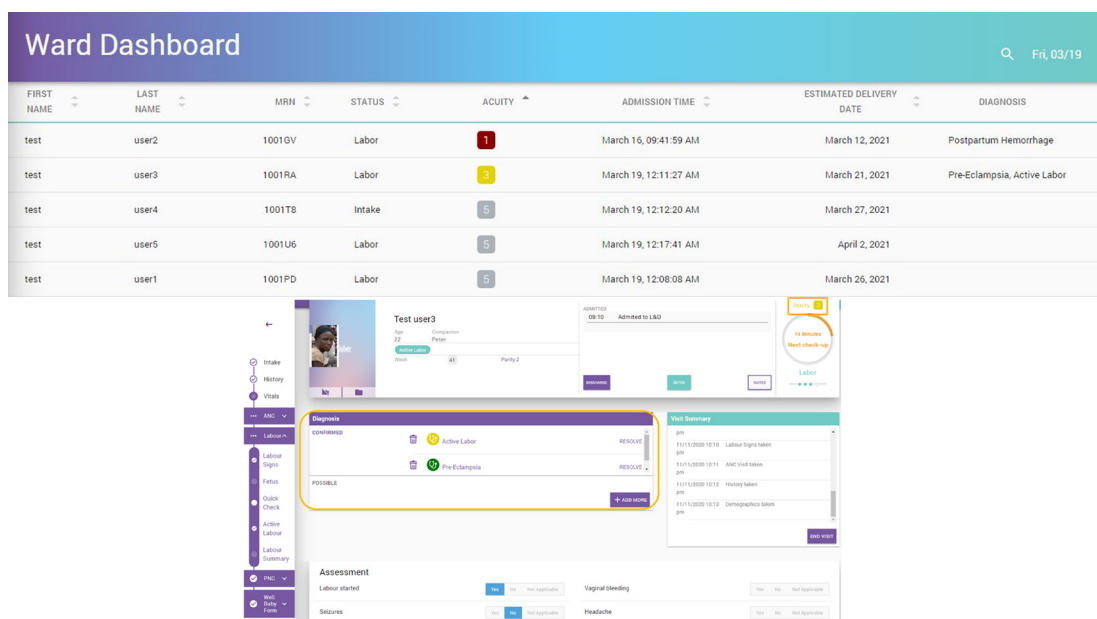 Ward Dashboard
Fri, 03/19
FIRST NAME LAST NAME MRN STATUS ACUITY ADMISSION TIME ESTIMATED DELIVERY DATE DIAGNOSIS
test user2 1001GV Labor 1 March 16, 09:41:59 AM March 12, 2021 Postpartum Hemorrhage
test user3 1001RA Labor 3 March 19, 12:11:27 AM March 21, 2021 Pre-Eclampsia, Active Labor
test user4 1001T8 Intake 5 March 19, 12:12:20 AM March 27, 2021
test user5 1001U6 Labor 5 March 19, 12:17:41 AM April 2, 2021
test user1 1001PD Labor 5 March 19, 12:08:08 AM March 26, 2021
Test user3
Age Companion
22 Peter
Active Labor
Week 41 Parity 2
ADMITTED
09:10 Admited to L&D
DISCHARGE
NOTES
Acuity
Next check-up
Labor
Intake
History
Vitals
ANC
Labour
Labour Signs
Fetus
Quick Check
Active Labour
Labour Summary
PNC
Well Baby Form
Diagnosis
CONFIRMED
Active Labor RESOLVE
Pre-Eclampsia RESOLVE
POSSIBLE
+ ADD MORE
Visit Summary
pm
11/11/2020 10:10 Labour Signs taken
pm
11/11/2020 10:11 ANC Visit taken
pm
11/11/2020 10:12 History taken
pm
11/11/2020 10:13 Demographics taken
pm
END VISIT
Assessment
Labour started Yes No Not Applicable Vaginal bleeding Yes No Not Applicable
Seizures Yes No Not Applicable Headache Yes No Not Applicable